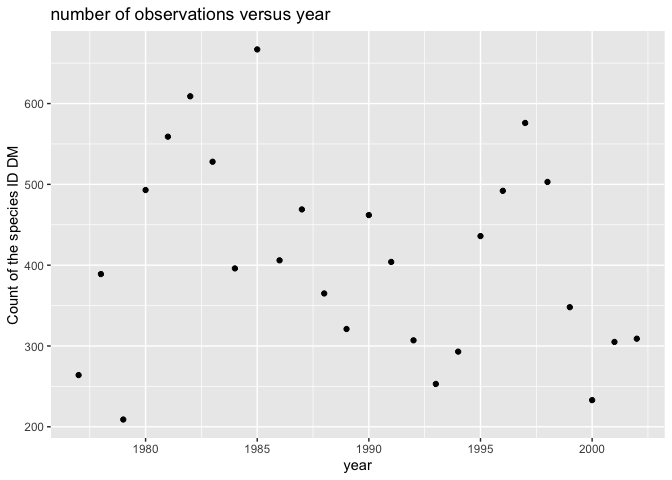 number of observations versus year
Count of the species ID DM
600
500
400
300
200
1980 1985 1990 1995 2000
year